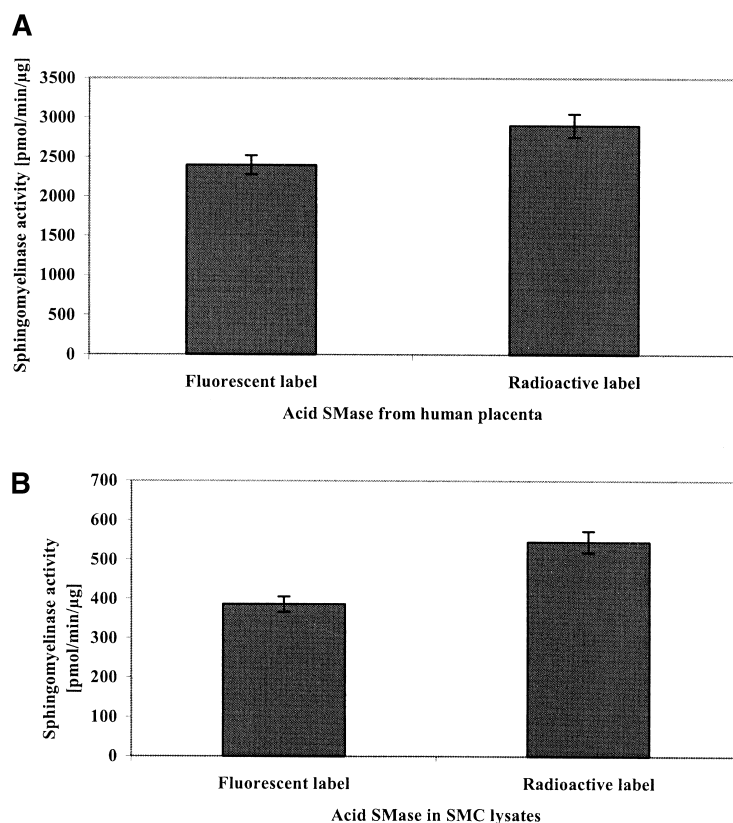 A
Sphingomyelinase activity [pmol/min/µg]
3500
3000
2500
2000
1500
1000
500
0
Fluorescent label
Radioactive label
Acid SMase from human placenta
B
Sphingomyelinase activity
[pmol/min/µg]
700
600
500
400
300
200
100
0
Fluorescent label
Radioactive label
Acid SMase in SMC lysates